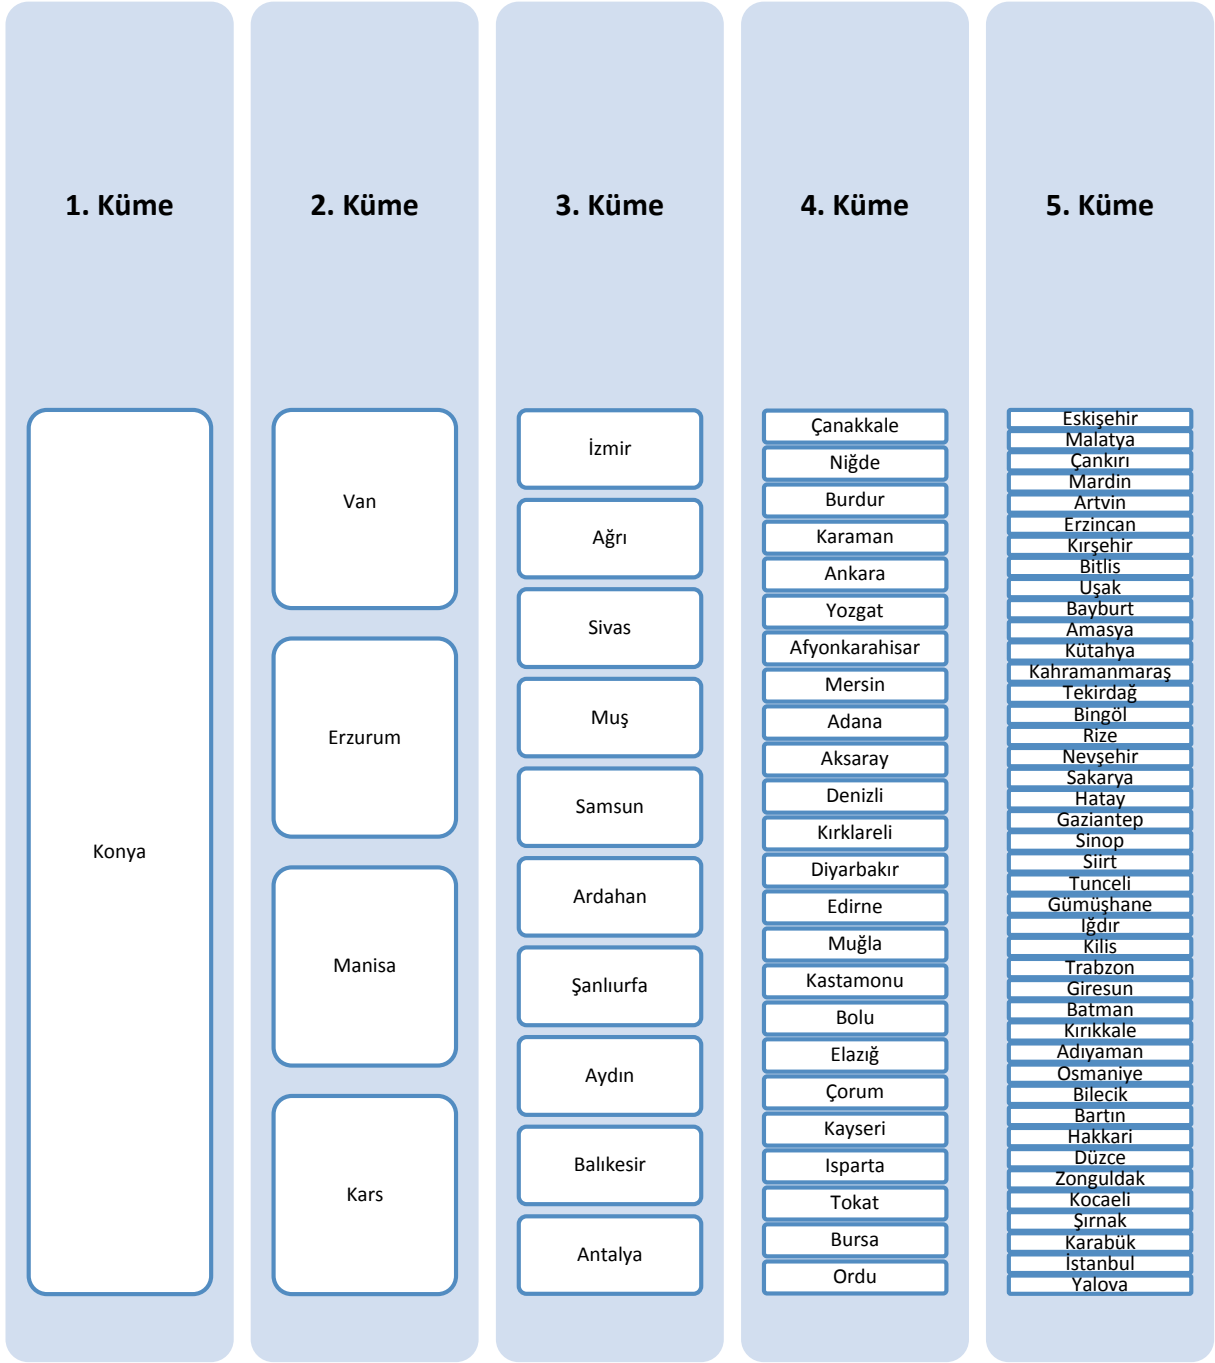 1. Küme
Konya
2. Küme
Van
Erzurum
Manisa
Kars
3. Küme
İzmir
Ağrı
Sivas
Muş
Samsun
Ardahan
Şanlıurfa
Aydın
Balıkesir
Antalya
4. Küme
Çanakkale
Niğde
Burdur
Karaman
Ankara
Yozgat
Afyonkarahisar
Mersin
Adana
Aksaray
Denizli
Kırklareli
Diyarbakır
Edirne
Muğla
Kastamonu
Bolu
Elazığ
Çorum
Kayseri
Isparta
Tokat
Bursa
Ordu
5. Küme
Eskişehir
Malatya
Çankırı
Mardin
Artvin
Erzincan
Kırşehir
Bitlis
Uşak
Bayburt
Amasya
Kütahya
Kahramanmaraş
Tekirdağ
Bingöl
Rize
Nevşehir
Sakarya
Hatay
Gaziantep
Sinop
Siirt
Tunceli
Gümüşhane
Iğdır
Kilis
Trabzon
Giresun
Batman
Kırıkkale
Adıyaman
Osmaniye
Bilecik
Bartın
Hakkari
Düzce
Zonguldak
Kocaeli
Şırnak
Karabük
İstanbul
Yalova